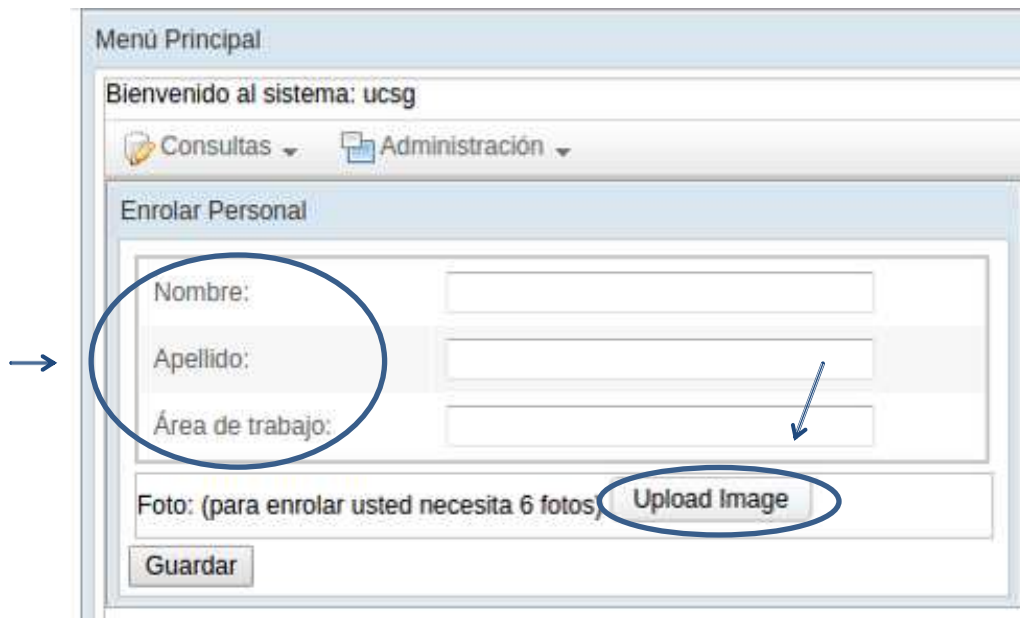 Menú Principal
Bienvenido al sistema: ucsg
Consultas Administración
Enrolar Personal
Nombre:
Apellido:
Área de trabajo:
Foto: (para enrolar usted necesita 6 fotos) Upload Image
Guardar